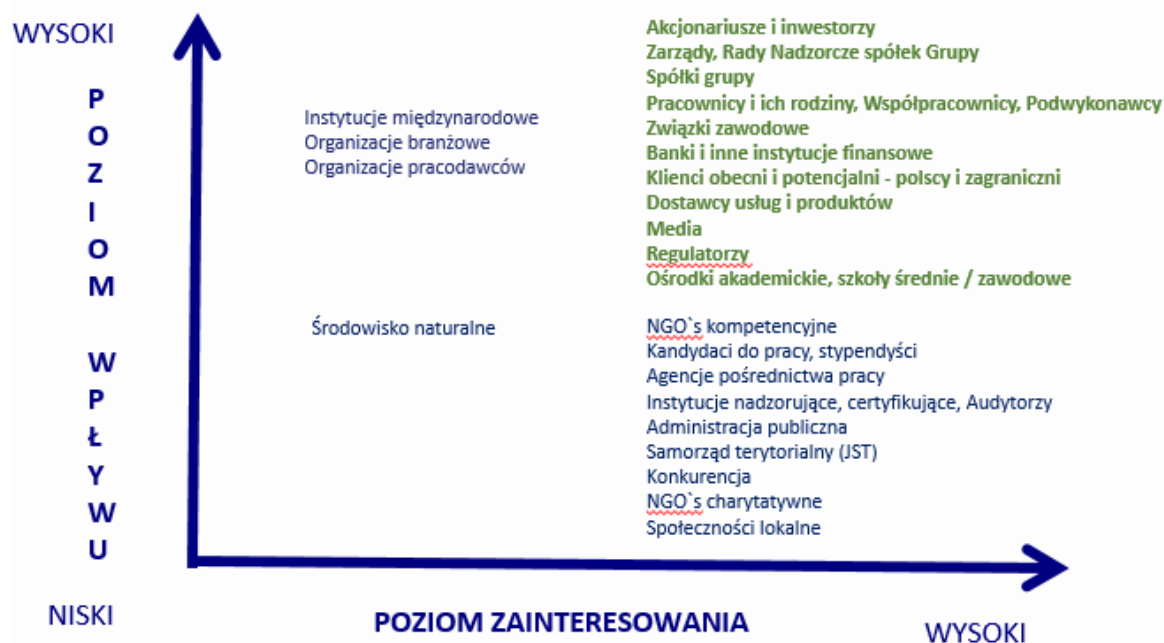 WYSOKI
POZIOM WPŁYWU
NISKI
Instytucje międzynarodowe
Organizacje branżowe
Organizacje pracodawców
Akcjonariusze i inwestorzy
Zarządy, Rady Nadzorcze spółek Grupy
Spółki grupy
Pracownicy i ich rodziny, Współpracownicy, Podwykonawcy
Związki zawodowe
Banki i inne instytucje finansowe
Klienci obecni i potencjalni - polscy i zagraniczni
Dostawcy usług i produktów
Media
Regulatorzy
Ośrodki akademickie, szkoły średnie / zawodowe
Środowisko naturalne
NGO`s kompetencyjne
Kandydaci do pracy, stypendyści
Agencje pośrednictwa pracy
Instytucje nadzorujące, certyfikujące, Audytorzy
Administracja publiczna
Samorząd terytorialny (JST)
Konkurencja
NGO`s charytatywne
Społeczności lokalne
POZIOM ZAINTERESOWANIA
WYSOKI